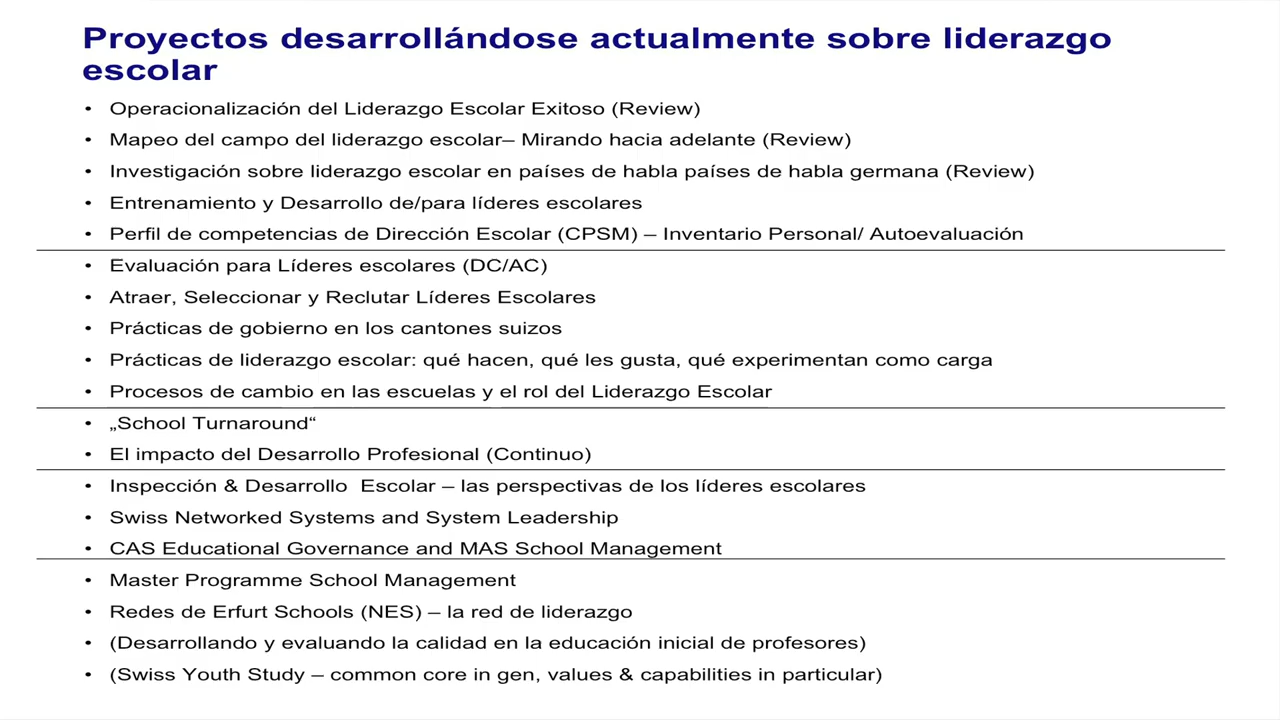 Proyectos desarrollándose actualmente sobre liderazgo
escolar
• Operacionalización del Liderazgo Escolar Exitoso (Review)
• Mapeo del campo del liderazgo escolar– Mirando hacia adelante (Review)
• Investigación sobre liderazgo escolar en países de habla países de habla germana (Review)
• Entrenamiento y Desarrollo de/para líderes escolares
• Perfil de competencias de Dirección Escolar (CPSM) – Inventario Personal/ Autoevaluación
• Evaluación para Líderes escolares (DC/AC)
• Atraer, Seleccionar y Reclutar Líderes Escolares
• Prácticas de gobierno en los cantones suizos
• Prácticas de liderazgo escolar: qué hacen, qué les gusta, qué experimentan como carga
• Procesos de cambio en las escuelas y el rol del Liderazgo Escolar
• „School Turnaround“
• El impacto del Desarrollo Profesional (Continuo)
• Inspección & Desarrollo  Escolar – las perspectivas de los líderes escolares
• Swiss Networked Systems and System Leadership
• CAS Educational Governance and MAS School Management
• Master Programme School Management
• Redes de Erfurt Schools (NES) – la red de liderazgo
• (Desarrollando y evaluando la calidad en la educación inicial de profesores)
• (Swiss Youth Study – common core in gen, values & capabilities in particular)